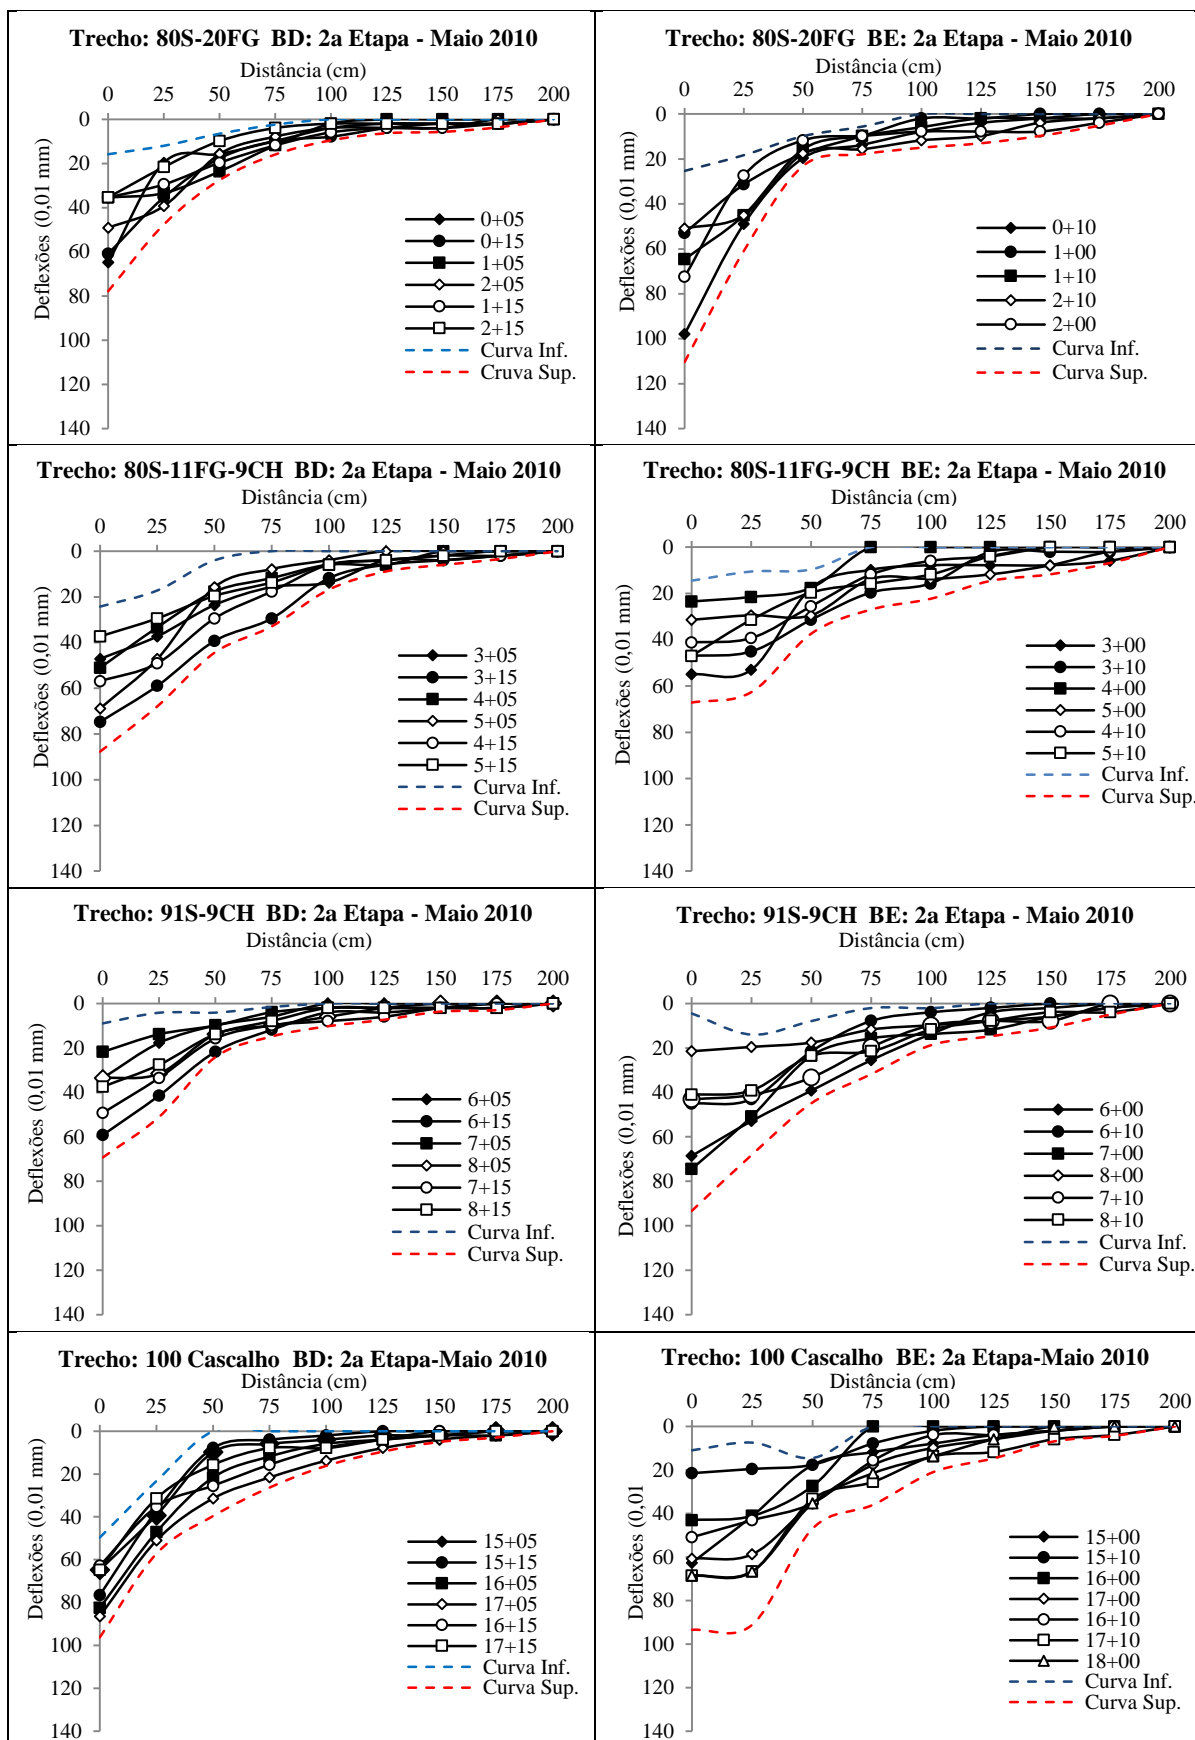 Trecho: 80S-20FG BD: 2a Etapa - Maio 2010
Distância (cm)
0 25 50 75 100 125 150 175 200
Deflexões (0,01 mm)
0
20
40
60
80
100
120
140
0+05
0+15
1+05
2+05
1+15
2+15
Curva Inf.
Cruva Sup.
Trecho: 80S-20FG BE: 2a Etapa - Maio 2010
Distância (cm)
0 25 50 75 100 125 150 175 200
Deflexões (0,01 mm)
0
20
40
60
80
100
120
140
0+10
1+00
1+10
2+10
2+00
Curva Inf.
Curva Sup.
Trecho: 80S-11FG-9CH BD: 2a Etapa - Maio 2010
Distância (cm)
0 25 50 75 100 125 150 175 200
Deflexões (0,01 mm)
0
20
40
60
80
100
120
140
3+05
3+15
4+05
5+05
4+15
5+15
Curva Inf.
Curva Sup.
Trecho: 80S-11FG-9CH BE: 2a Etapa - Maio 2010
Distância (cm)
0 25 50 75 100 125 150 175 200
Deflexões (0,01 mm)
0
20
40
60
80
100
120
140
3+00
3+10
4+00
5+00
4+10
5+10
Curva Inf.
Curva Sup.
Trecho: 91S-9CH BD: 2a Etapa - Maio 2010
Distância (cm)
0 25 50 75 100 125 150 175 200
Deflexões (0,01 mm)
0
20
40
60
80
100
120
140
6+05
6+15
7+05
8+05
7+15
8+15
Curva Inf.
Curva Sup.
Trecho: 91S-9CH BE: 2a Etapa - Maio 2010
Distância (cm)
0 25 50 75 100 125 150 175 200
Deflexões (0,01 mm)
0
20
40
60
80
100
120
140
6+00
6+10
7+00
8+00
7+10
8+10
Curva Inf.
Curva Sup.
Trecho: 100 Cascalho BD: 2a Etapa-Maio 2010
Distância (cm)
0 25 50 75 100 125 150 175 200
Deflexões (0,01 mm)
0
20
40
60
80
100
120
140
15+05
15+15
16+05
17+05
16+15
17+15
Curva Inf.
Curva Sup.
Trecho: 100 Cascalho BE: 2a Etapa-Maio 2010
Distância (cm)
0 25 50 75 100 125 150 175 200
Deflexões (0,01
0
20
40
60
80
100
120
140
15+00
15+10
16+00
17+00
16+10
17+10
18+00
Curva Inf.
Curva Sup.